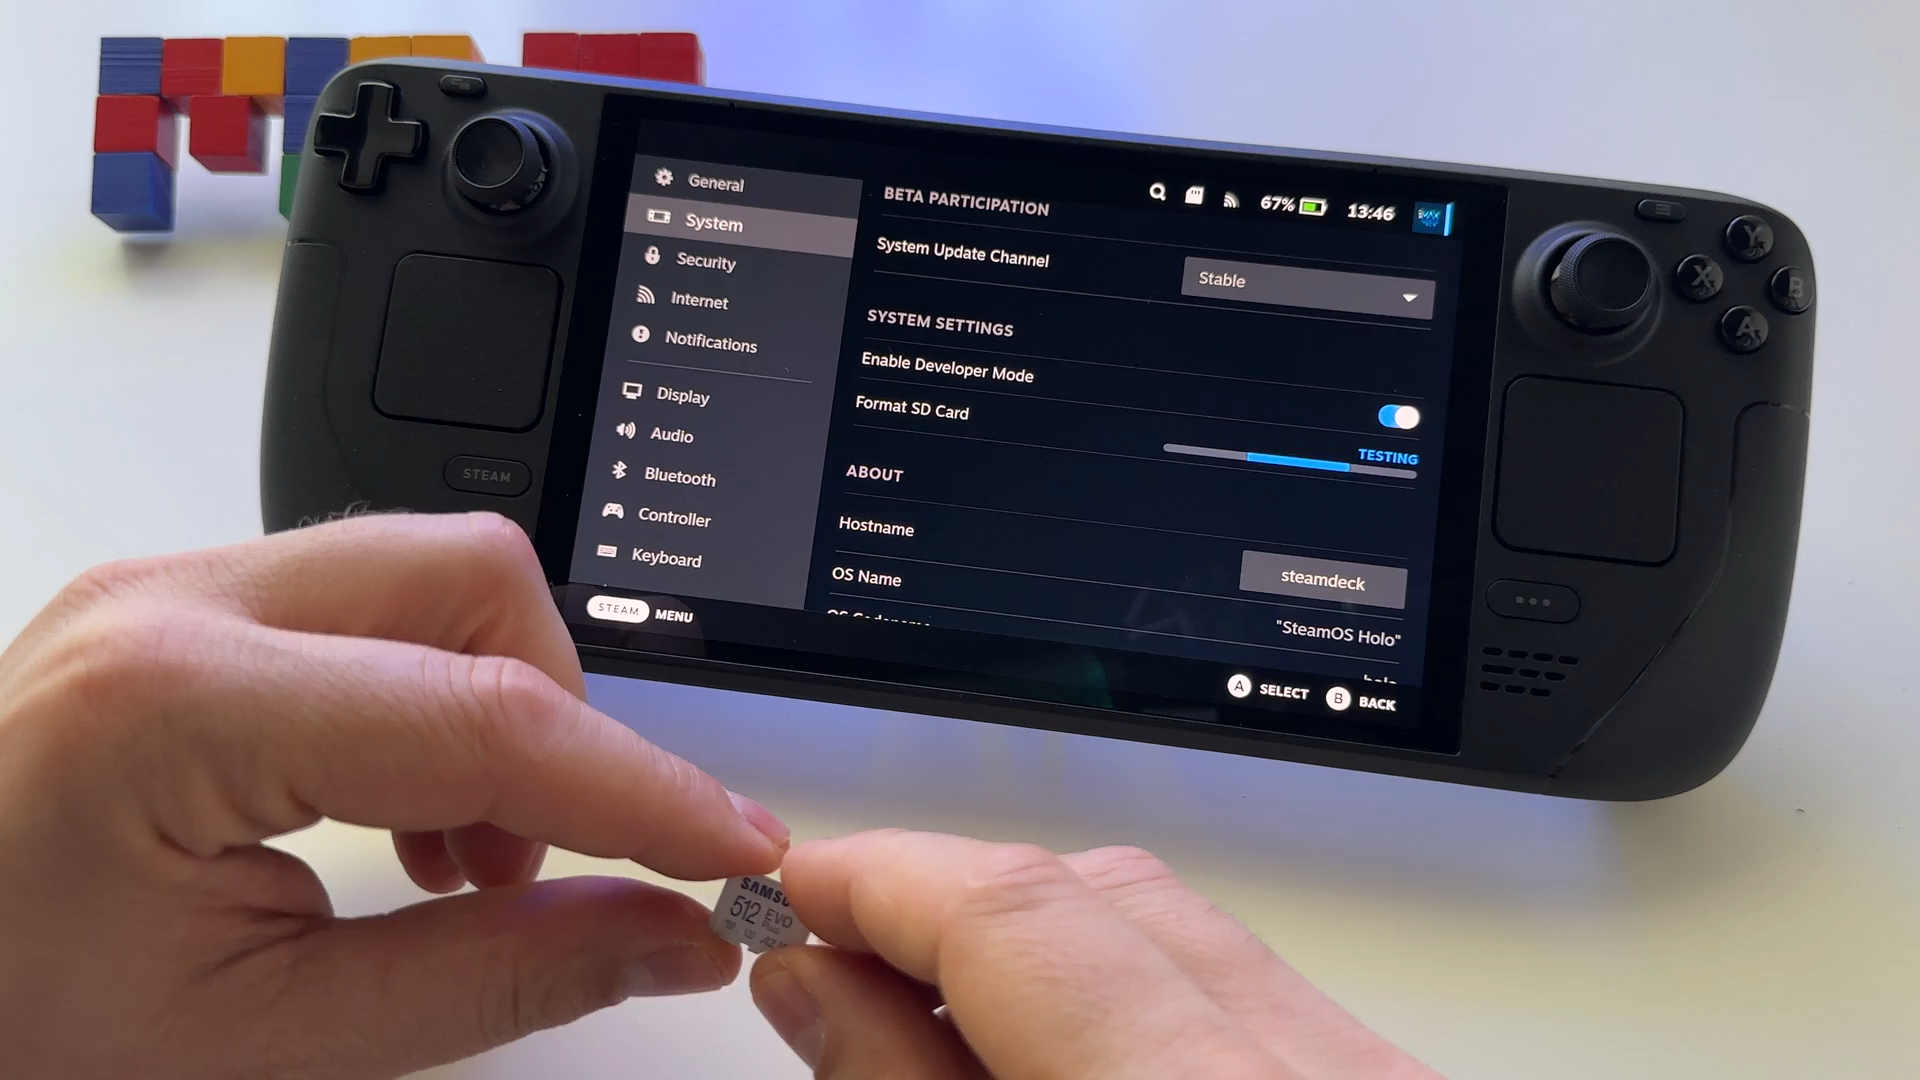 General
System
Security
Internet
Notifications
Display
Audio
Bluetooth
Controller
Keyboard
STEAM MENU
67% 13:46
BETA PARTICIPATION
System Update Channel
Stable
SYSTEM SETTINGS
Enable Developer Mode
Format SD Card
TESTING
ABOUT
Hostname
steamdeck
OS Name
"SteamOS Holo"
A SELECT B BACK
STEAM
Y
X
B
A
512 EVO
Plus
A2